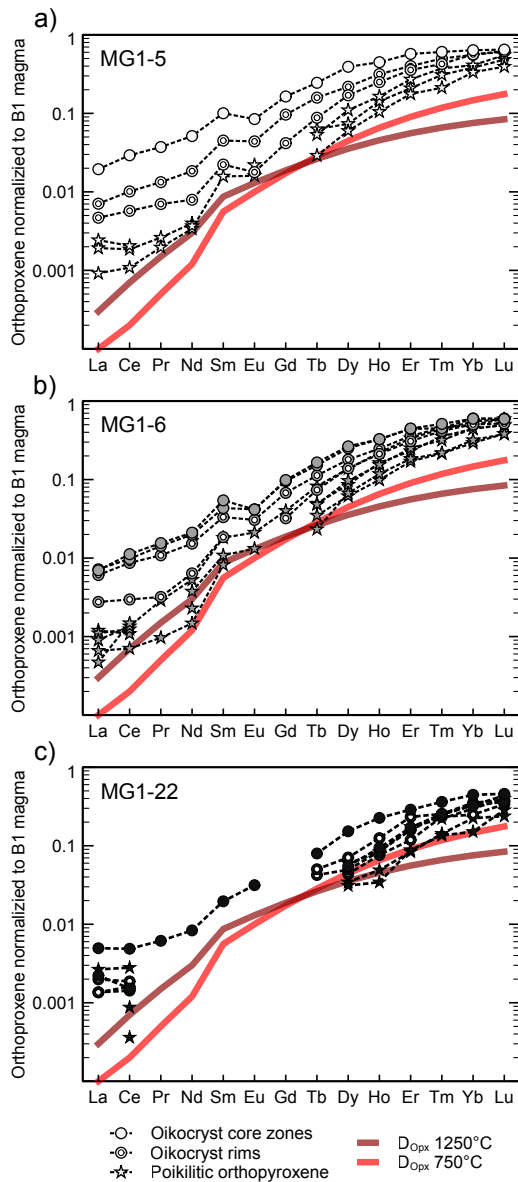 a)
MG1-5
Orthoproxene normalizied to B1 magma
1
0.1
0.01
0.001
La Ce Pr Nd Sm Eu Gd Tb Dy Ho Er Tm Yb Lu
b)
MG1-6
Orthoproxene normalizied to B1 magma
1
0.1
0.01
0.001
La Ce Pr Nd Sm Eu Gd Tb Dy Ho Er Tm Yb Lu
c)
MG1-22
Orthoproxene normalizied to B1 magma
1
0.1
0.01
0.001
La Ce Pr Nd Sm Eu Gd Tb Dy Ho Er Tm Yb Lu
Oikocryst core zones
Oikocryst rims
Poikilitic orthopyroxene
DOpx 1250°C
DOpx 750°C